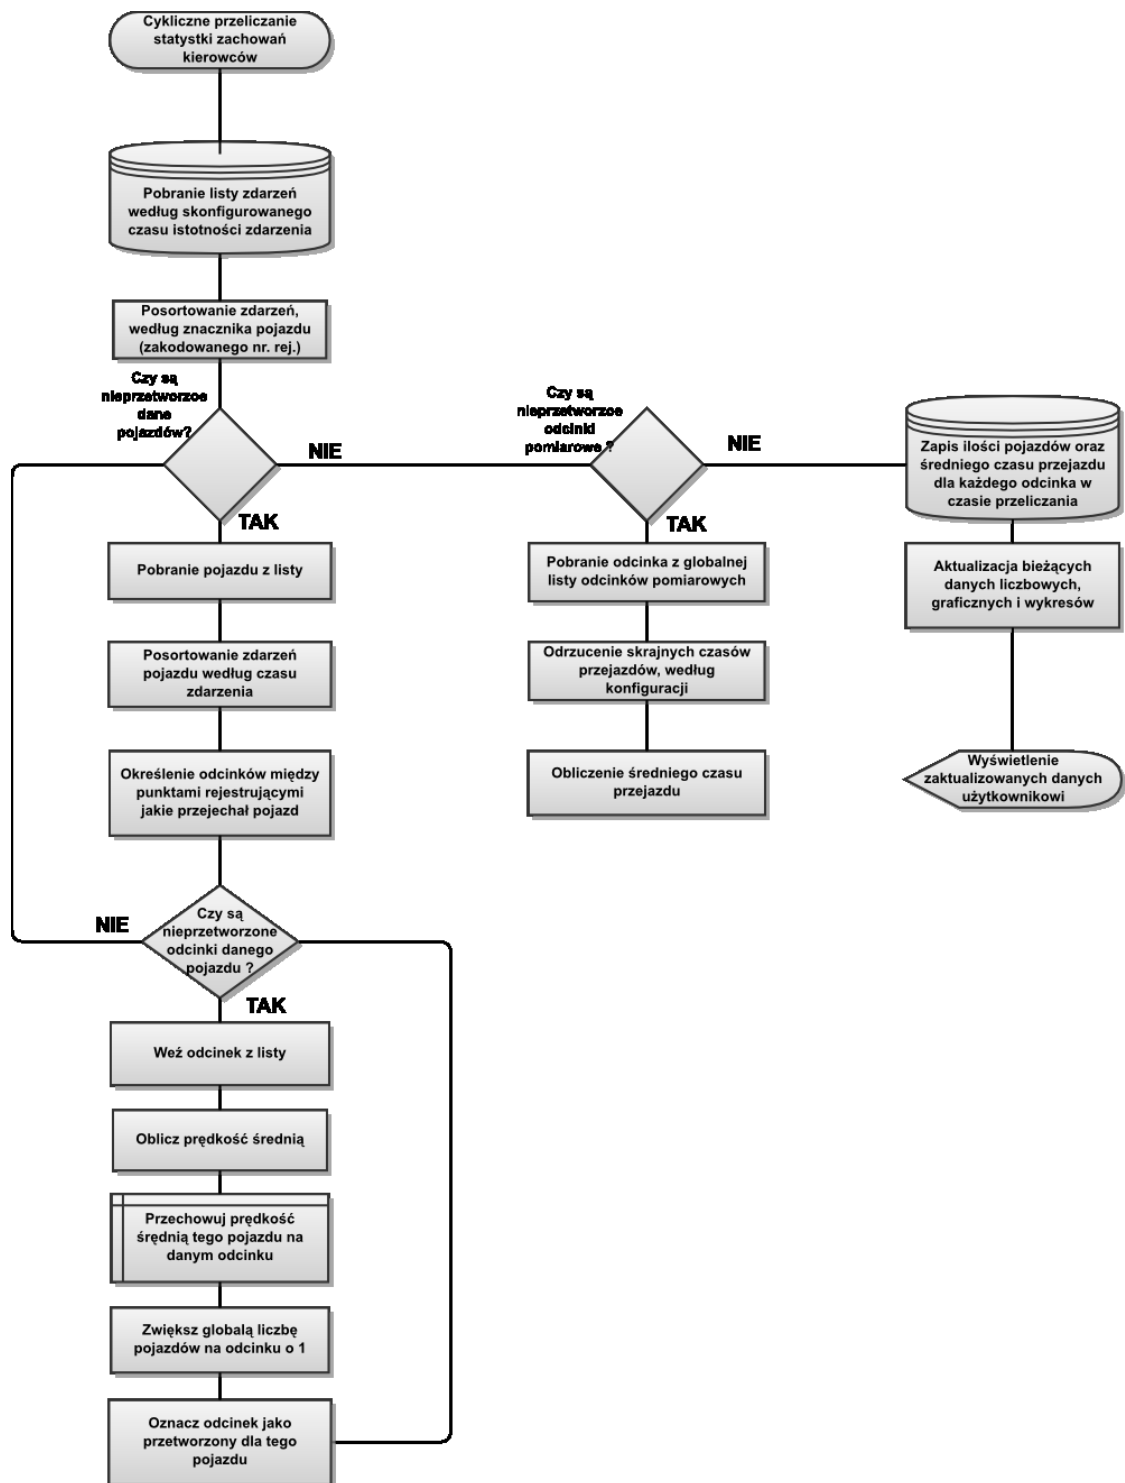 Cykliczne przeliczanie
statystki zachowań
kierowców
Pobranie listy zdarzeń
według skonfigurowanego
czasu istotności zdarzenia
Posortowanie zdarzeń,
według znacznika pojazdu
(zakodowanego nr. rej.)
Czy są
nieprzetworzoe
dane
pojazdów?
NIE
TAK
Pobranie pojazdu z listy
Posortowanie zdarzeń
pojazdu według czasu
zdarzenia
Określenie odcinków między
punktami rejestrującymi
jakie przejechał pojazd
NIE
Czy są
nieprzetworzone
odcinki danego
pojazdu ?
TAK
Weź odcinek z listy
Oblicz prędkość średnią
Przechowuj prędkość
śrędnią tego pojazdu na
danym odcinku
Zwiększ globalą liczbę
pojazdów na odcinku o 1
Oznacz odcinek jako
przetworzony dla tego
pojazdu
Czy są
nieprzetworzoe
odcinki
pomiarowe ?
NIE
TAK
Pobranie odcinka z globalnej
listy odcinków pomiarowych
Odrzucenie skrajnych czasów
przejazdów, według
konfiguracji
Obliczenie średniego czasu
przejazdu
Zapis ilości pojazdów oraz
średniego czasu przejazdu
dla każdego odcinka w
czasie przeliczania
Aktualizacja bieżących
danych liczbowych,
graficznych i wykresów
Wyświetlenie
zaktualizowanych danych
użytkownikowi